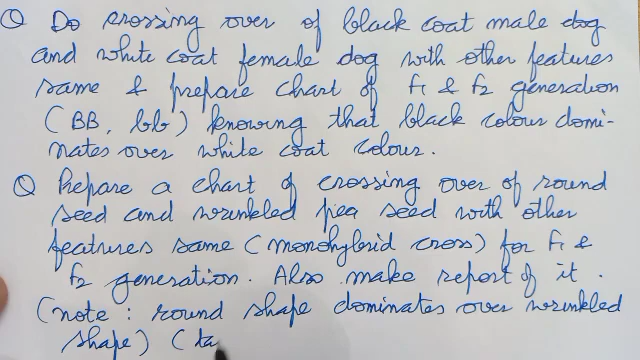 Q Do crossing over of black coat male dog
and white coat female dog with other features
same & prepare chart of F1 & F2 generation
(BB, bb) knowing that black colour domi-
nates over white coat colour.
Q Prepare a chart of crossing over of round
seed and wrinkled pea seed with other
features same (monohybrid cross) for F1 &
F2 generation. Also make report of it.
(note : round shape dominates over wrinkled
shape) (ta